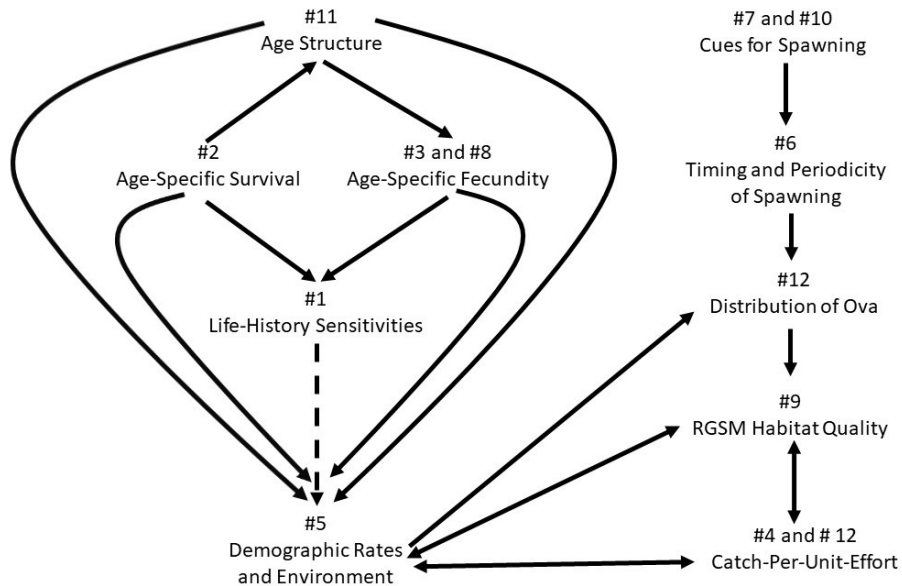 #11
Age Structure
#7 and #10
Cues for Spawning
#2
Age-Specific Survival
#3 and #8
Age-Specific Fecundity
#6
Timing and Periodicity
of Spawning
#1
Life-History Sensitivities
#12
Distribution of Ova
#9
RGSM Habitat Quality
#5
Demographic Rates
and Environment
#4 and # 12
Catch-Per-Unit-Effort